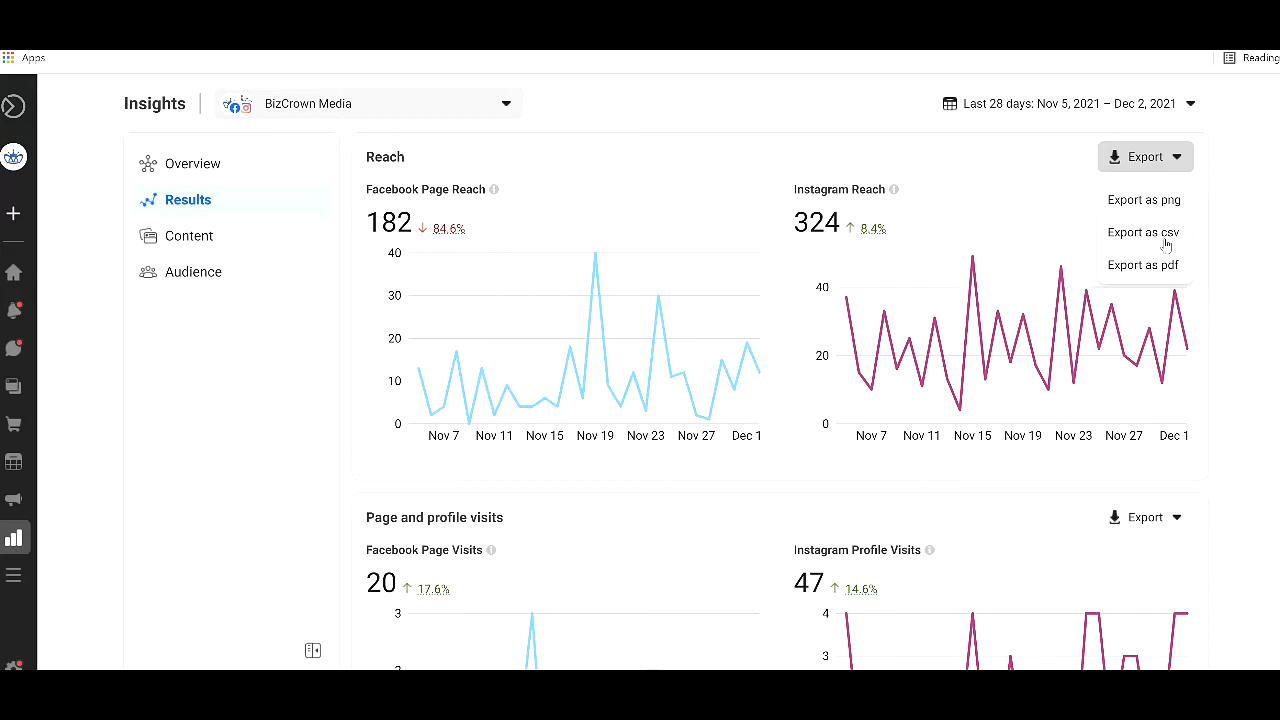 Apps
Reading
Insights
BizCrown Media
Last 28 days: Nov 5, 2021 – Dec 2, 2021
Overview
Results
Content
Audience
Reach
Export
Export as png
Export as csv
Export as pdf
Facebook Page Reach
182 ↓ 84.6%
40
30
20
10
0
Nov 7 Nov 11 Nov 15 Nov 19 Nov 23 Nov 27 Dec 1
Instagram Reach
324 ↑ 8.4%
40
20
0
Nov 7 Nov 11 Nov 15 Nov 19 Nov 23 Nov 27 Dec 1
Page and profile visits
Export
Facebook Page Visits
20 ↑ 17.6%
3
Instagram Profile Visits
47 ↑ 14.6%
4
3